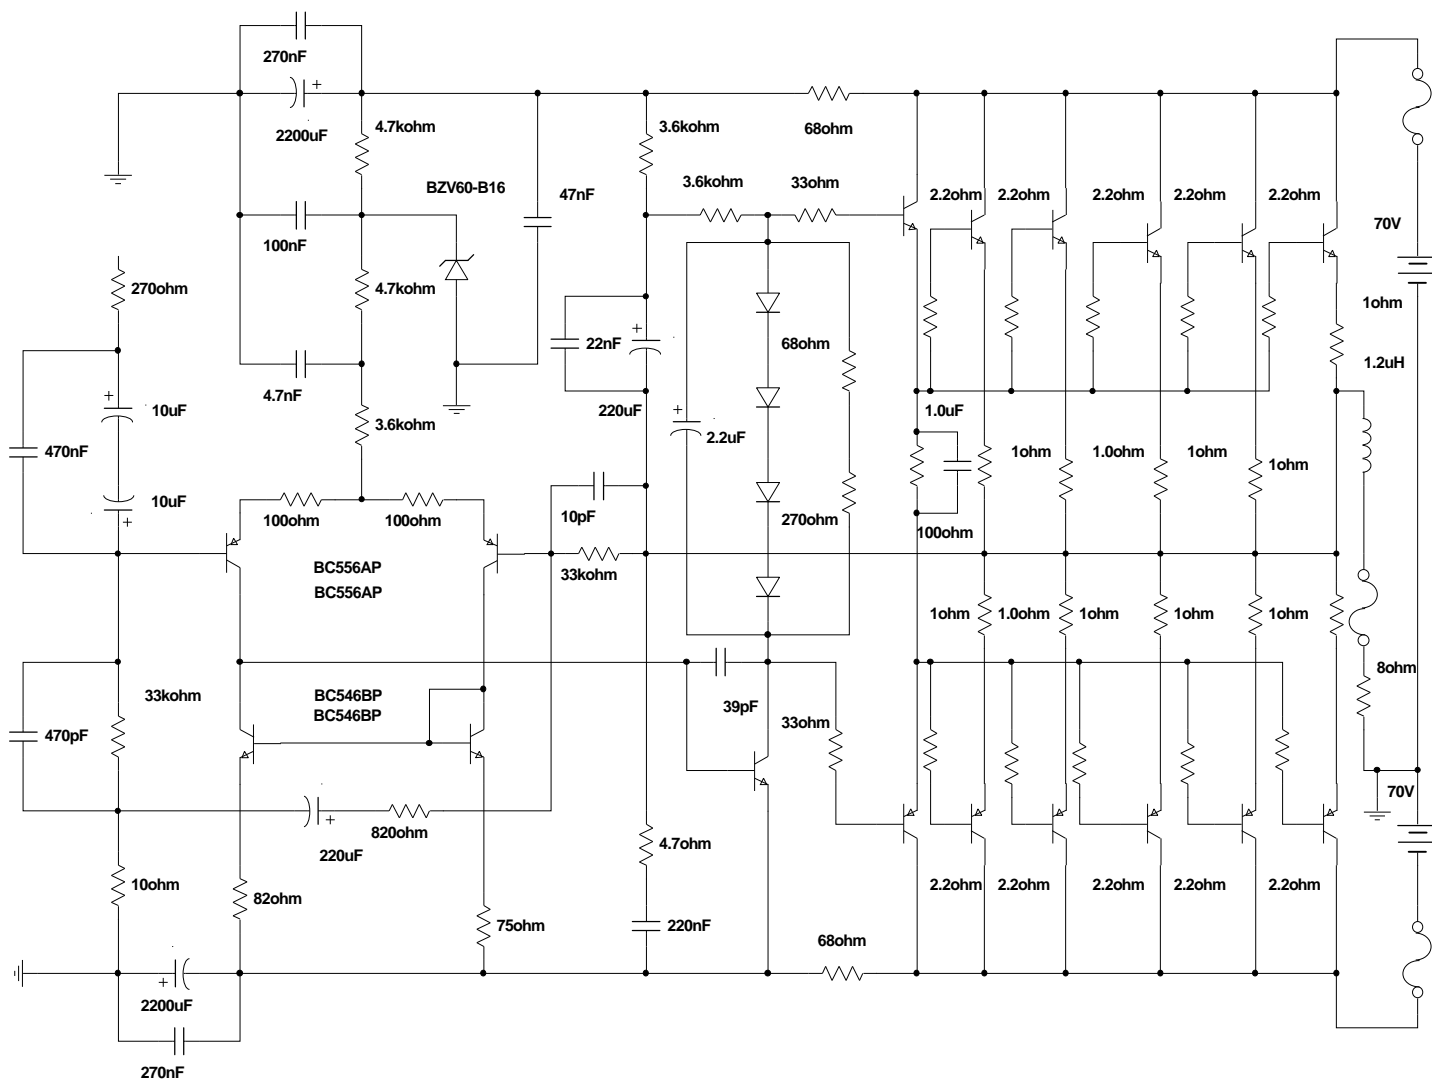 270nF
2200uF
4.7kohm
3.6kohm
68ohm
BZV60-B16
47nF
3.6kohm
33ohm
2.2ohm
2.2ohm
2.2ohm
2.2ohm
2.2ohm
70V
100nF
270ohm
4.7kohm
1ohm
22nF
68ohm
1.2uH
4.7nF
10uF
220uF
1.0uF
3.6kohm
2.2uF
470nF
1ohm
1.0ohm
1ohm
1ohm
10uF
100ohm
100ohm
10pF
270ohm
100ohm
BC556AP
BC556AP
33kohm
1ohm
1.0ohm
1ohm
1ohm
1ohm
8ohm
33kohm
BC546BP
BC546BP
39pF
33ohm
470pF
70V
820ohm
220uF
4.7ohm
10ohm
82ohm
2.2ohm
2.2ohm
2.2ohm
2.2ohm
2.2ohm
75ohm
220nF
68ohm
2200uF
270nF